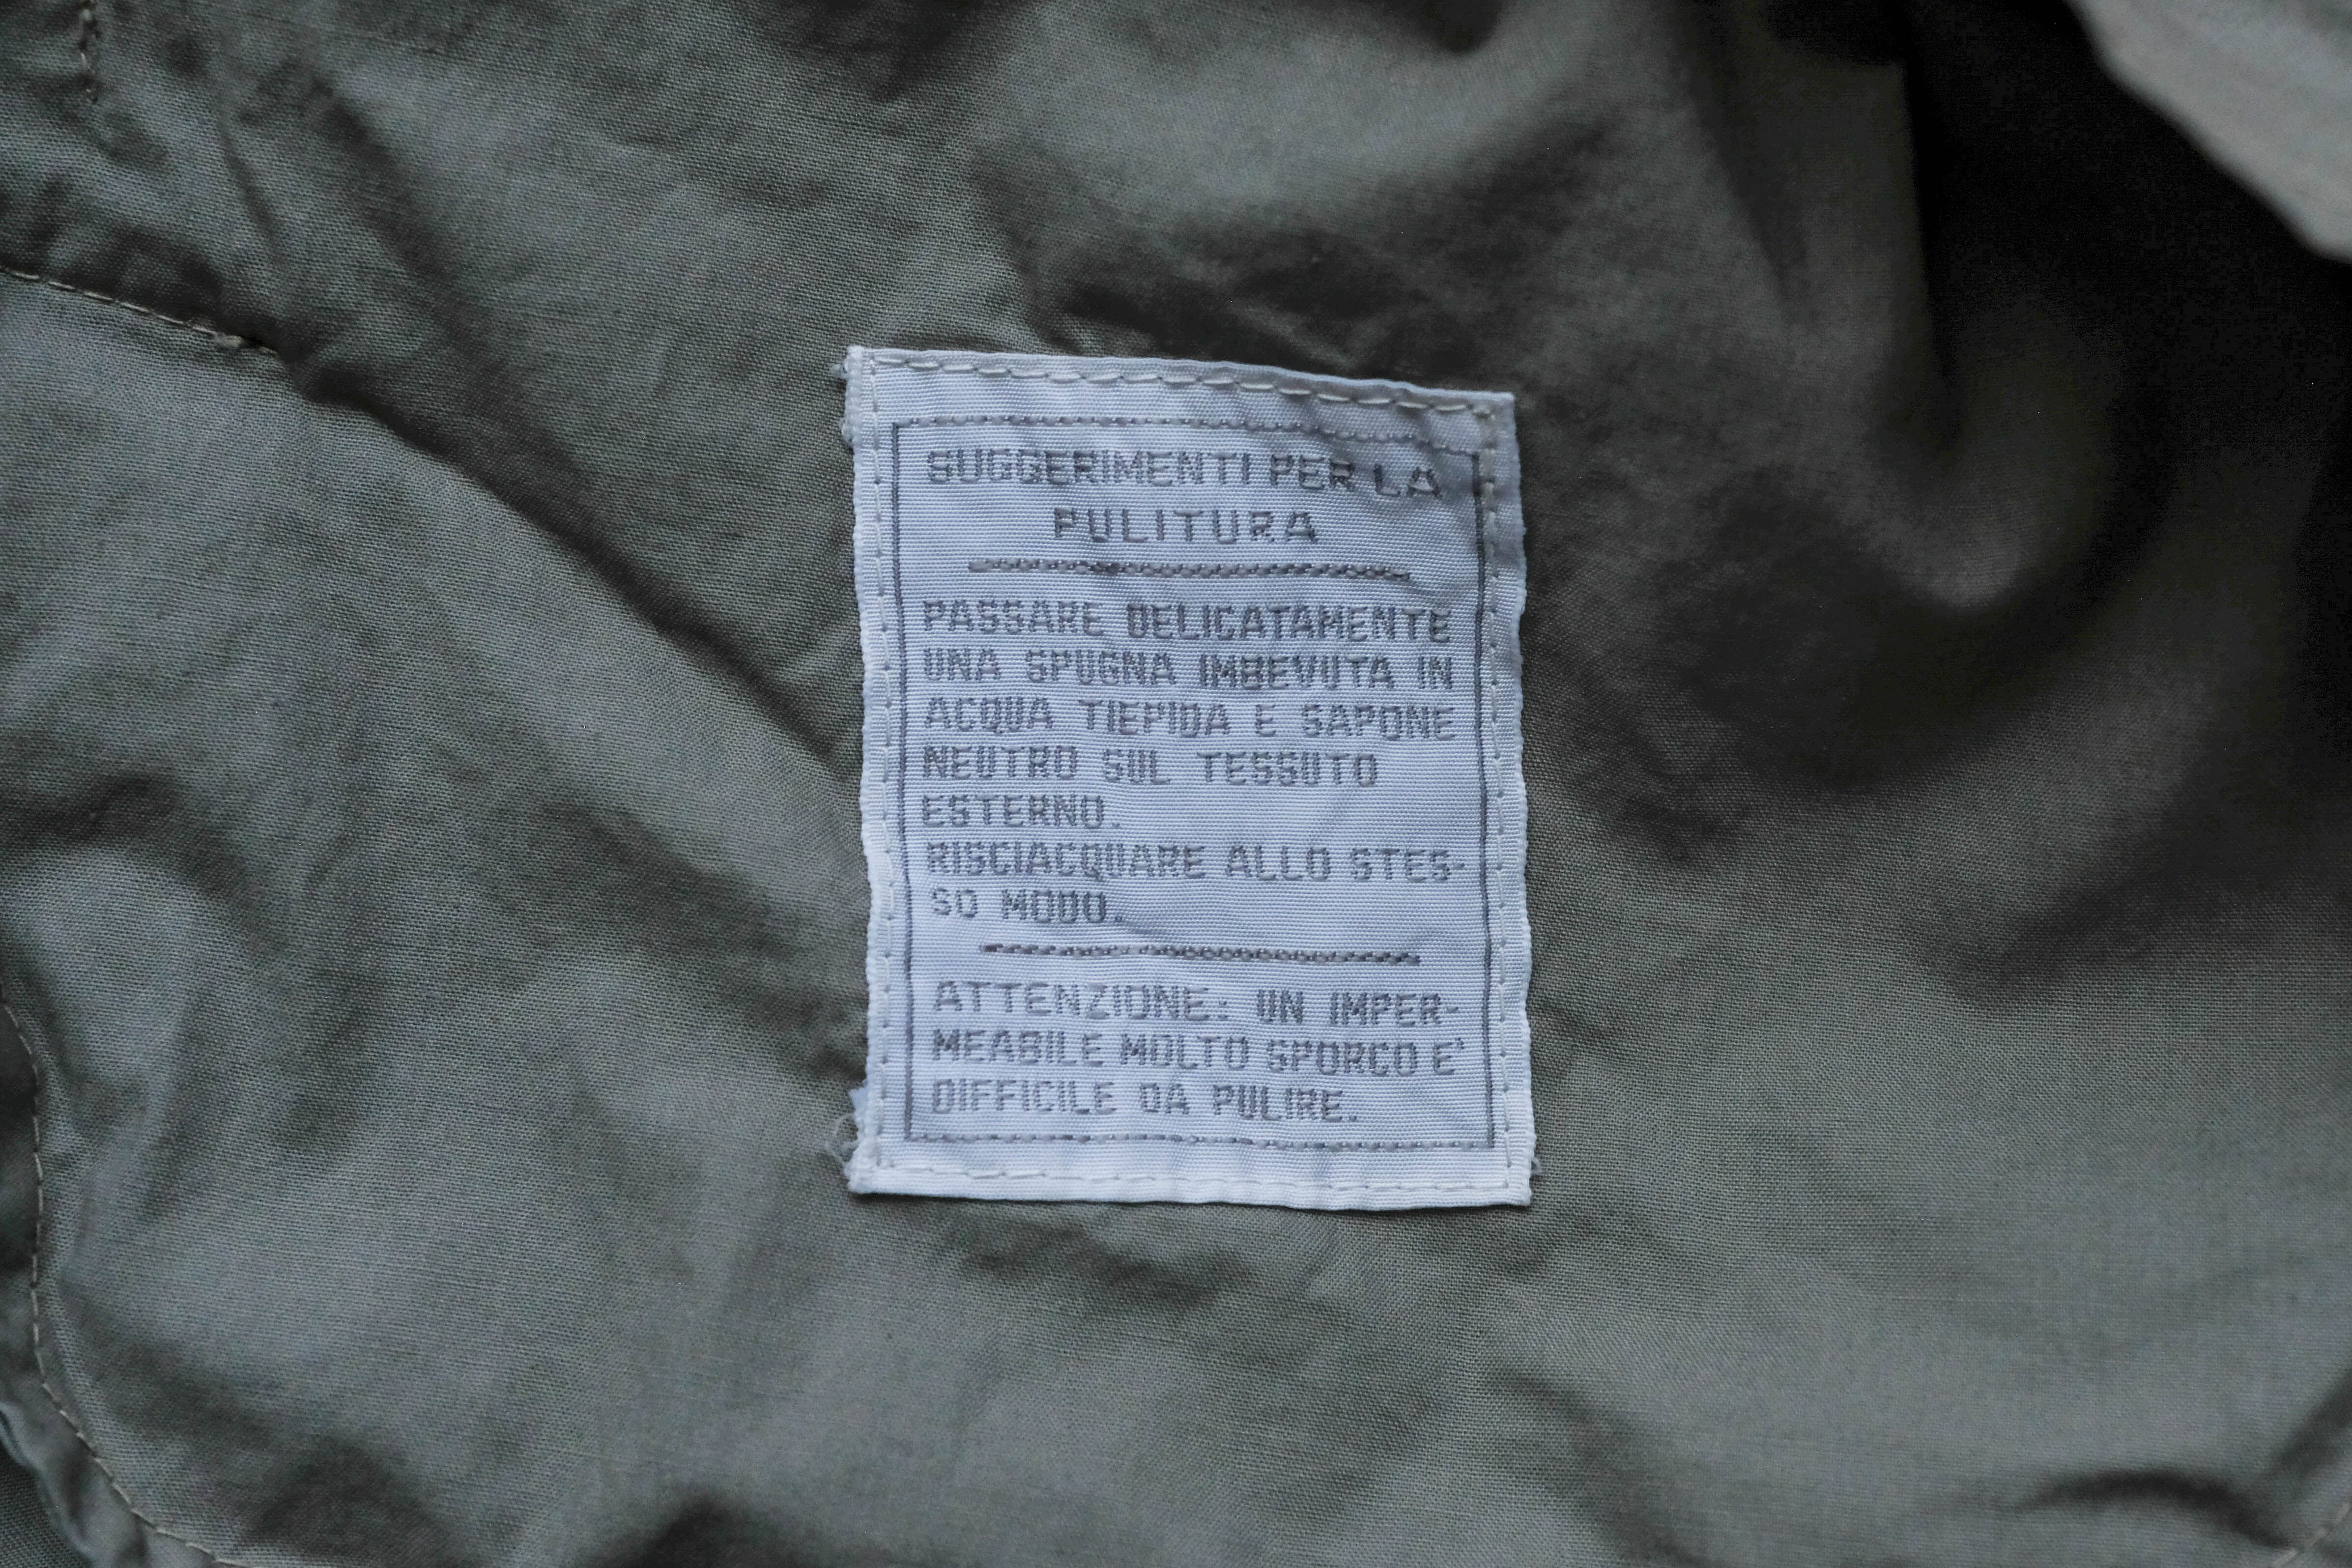 SUGGERIMENTI PER LA
PULITURA
PASSARE DELICATAMENTE
UNA SPUGNA IMBEVUTA IN
ACQUA TIEPIDA E SAPONE
NEUTRO SUL TESSUTO
ESTERNO.
RISCIACQUARE ALLO STES-
SO MODO.
ATTENZIONE: UN IMPER-
MEABILE MOLTO SPORCO E'
DIFFICILE DA PULIRE.